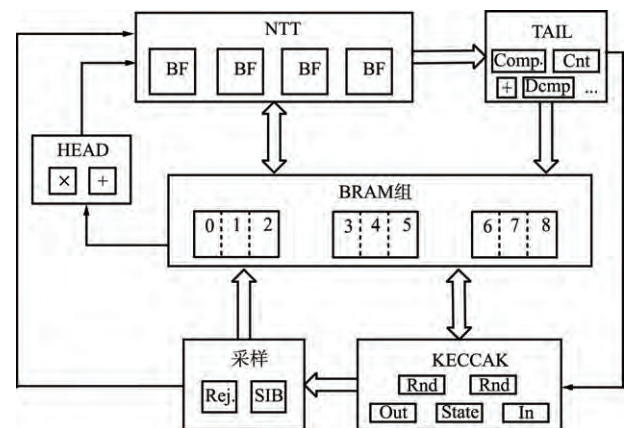 NTT
BF BF BF BF
TAIL
Comp. Cnt
+ Dcmp ...
HEAD
× +
BRAM组
0 1 2 3 4 5 6 7 8
采样
Rej. SIB
KECCAK
Rnd Rnd
Out State In